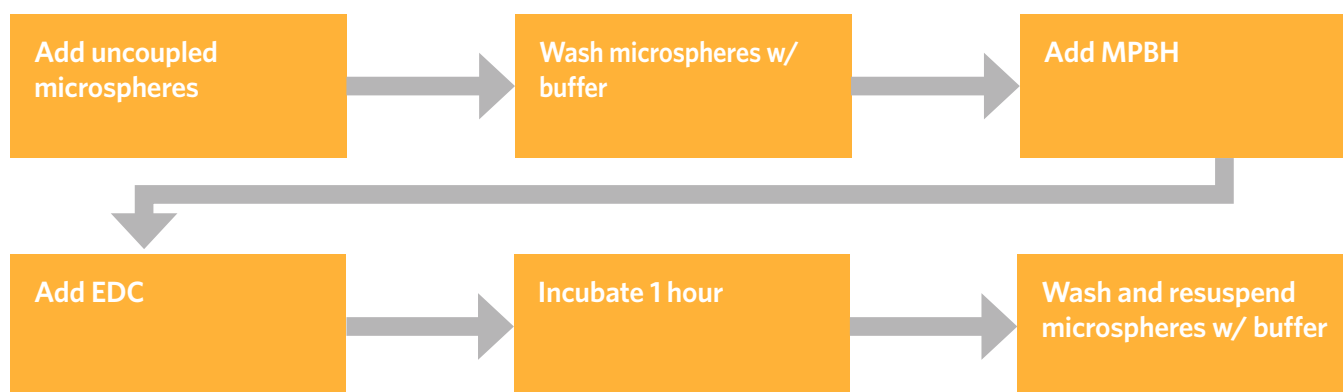 Add uncoupled
microspheres
Wash microspheres w/
buffer
Add MPBH
Add EDC
Incubate 1 hour
Wash and resuspend
microspheres w/ buffer